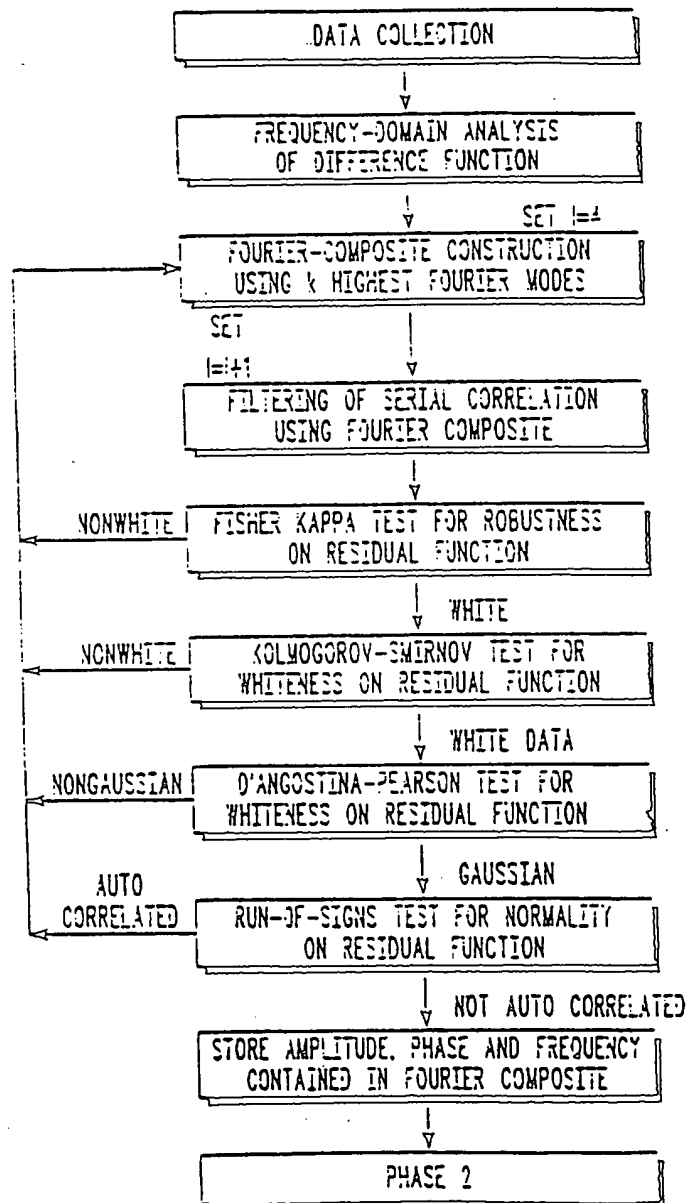 DATA COLLECTION
FREQUENCY-DOMAIN ANALYSIS
OF DIFFERENCE FUNCTION
SET
FOURIER-COMPOSITE CONSTRUCTION
USING HIGHEST FOURIER MODES
SET
FILTERING OF SERIAL CORRELATION
USING FOURIER COMPOSITE
NONWHITE
FISHER KAPPA TEST FOR ROBUSTNESS
ON RESIDUAL FUNCTION
WHITE
NONWHITE
KOLMOGOROV-SMIRNOV TEST FOR
WHITENESS ON RESIDUAL FUNCTION
WHITE DATA
NONGAUSSIAN
D'ANGOSTINA-PEARSON TEST FOR
WHITENESS ON RESIDUAL FUNCTION
GAUSSIAN
AUTO
CORRELATED
RUN-OF-SIGNS TEST FOR NORMALITY
ON RESIDUAL FUNCTION
NOT AUTO CORRELATED
STORE AMPLITUDE, PHASE AND FREQUENCY
CONTAINED IN FOURIER COMPOSITE
PHASE 2